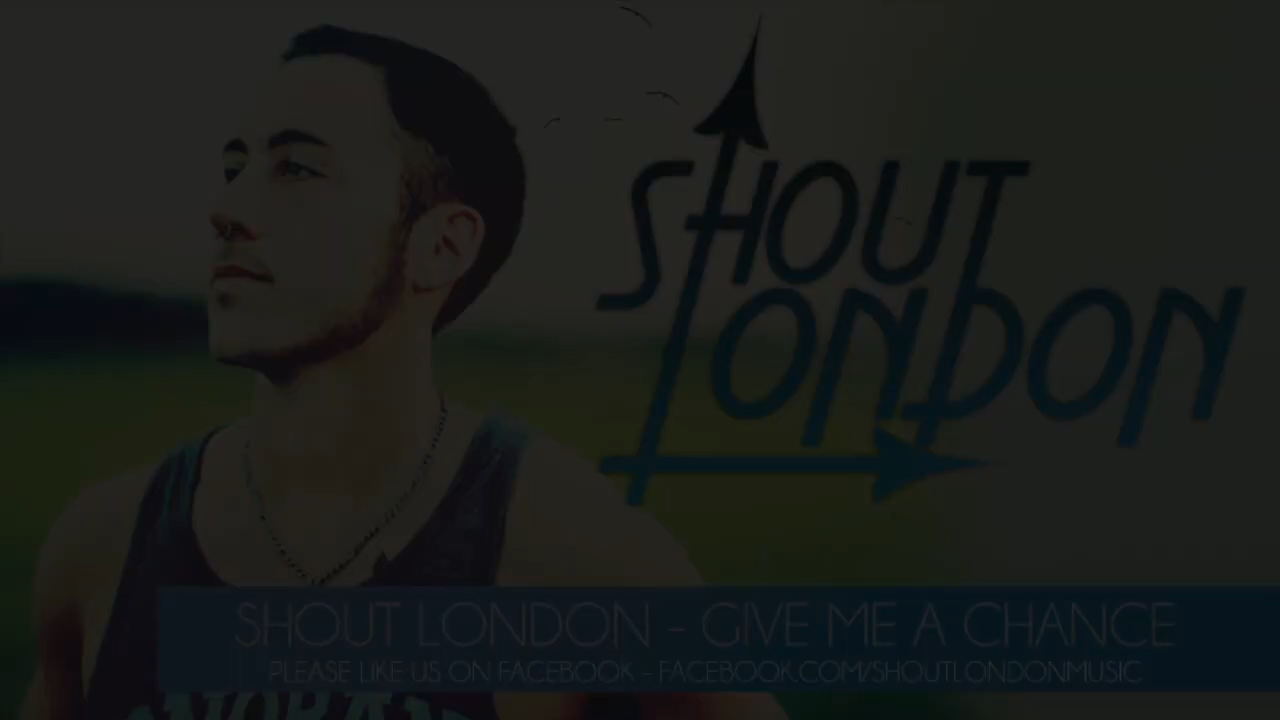 SHOUT
LONDON
SHOUT LONDON - GIVE ME A CHANCE
PLEASE LIKE US ON FACEBOOK - FACEBOOK.COM/SHOUTLONDONMUSIC